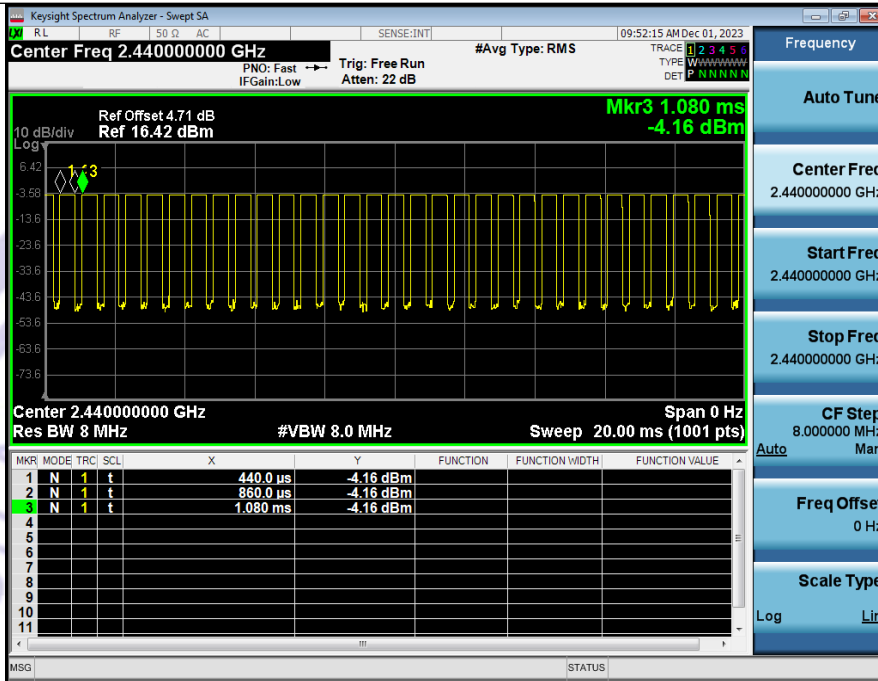 Keysight Spectrum Analyzer - Swept SA
LXI RL RF 50 Ω AC SENSE:INT 09:52:15 AM Dec 01, 2023
Center Freq 2.440000000 GHz #Avg Type: RMS TRACE 1 2 3 4 5 6
PNO: Fast Trig: Free Run TYPE W
IFGain:Low Atten: 22 dB DET P N N N N N
Mkr3 1.080 ms
-4.16 dBm
Ref Offset 4.71 dB
10 dB/div Ref 16.42 dBm
Log
1 3
6.42
-3.58
-13.6
-23.6
-33.6
-43.6
-53.6
-63.6
-73.6
Center 2.440000000 GHz Span 0 Hz
Res BW 8 MHz #VBW 8.0 MHz Sweep 20.00 ms (1001 pts)
MKR MODE TRC SCL X Y FUNCTION FUNCTION WIDTH FUNCTION VALUE
1 N 1 t 440.0 µs -4.16 dBm
2 N 1 t 860.0 µs -4.16 dBm
3 N 1 t 1.080 ms -4.16 dBm
4
5
6
7
8
9
10
11
MSG STATUS
Frequency
Auto Tune
Center Freq
2.440000000 GHz
Start Freq
2.440000000 GHz
Stop Freq
2.440000000 GHz
CF Step
8.000000 MHz
Auto Man
Freq Offset
0 Hz
Scale Type
Log Lin